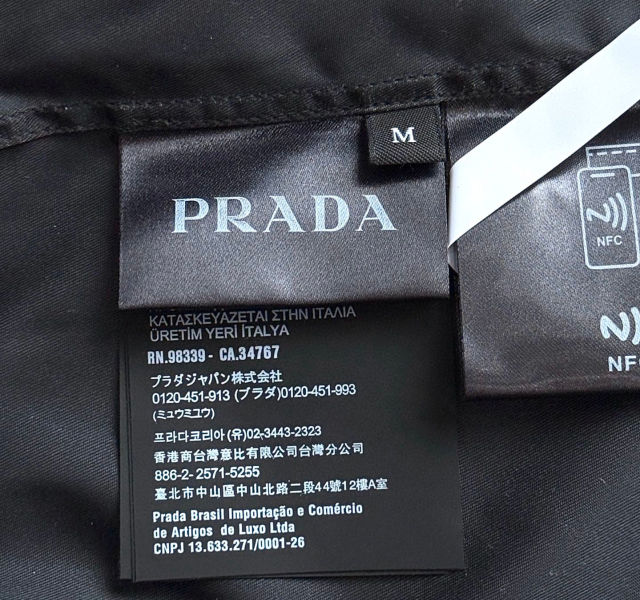 M
PRADA
NFC
NFC
ΚΑΤΑΣΚΕΥΑΖΕΤΑΙ ΣΤΗΝ ΙΤΑΛΙΑ
ÜRETİM YERİ İTALYA
RN.98339 - CA.34767
プラダジャパン株式会社
0120-451-913 (プラダ)0120-451-993
(ミュウミュウ)
프라다코리아 (유)02-3443-2323
香港商台灣意比有限公司台灣分公司
886-2- 2571-5255
臺北市中山區中山北路二段44號12樓A室
Prada Brasil Importação e Comércio
de Artigos de Luxo Ltda
CNPJ 13.633.271/0001-26